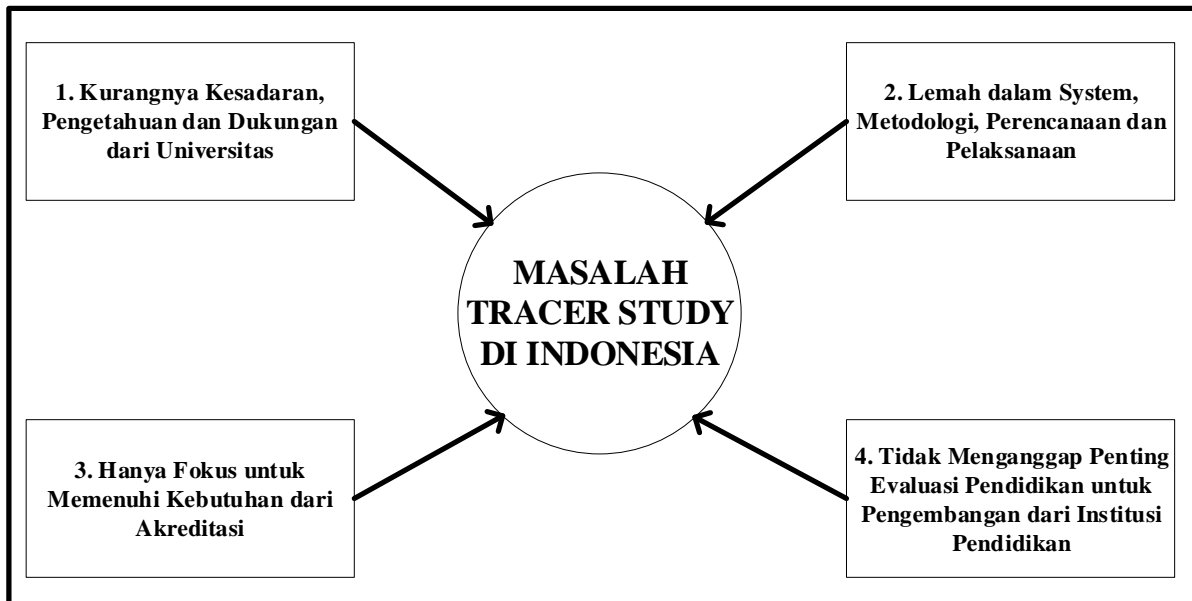 1. Kurangnya Kesadaran,
Pengetahuan dan Dukungan
dari Universitas
2. Lemah dalam System,
Metodologi, Perencanaan dan
Pelaksanaan
MASALAH
TRACER STUDY
DI INDONESIA
3. Hanya Fokus untuk
Memenuhi Kebutuhan dari
Akreditasi
4. Tidak Menganggap Penting
Evaluasi Pendidikan untuk
Pengembangan dari Institusi
Pendidikan